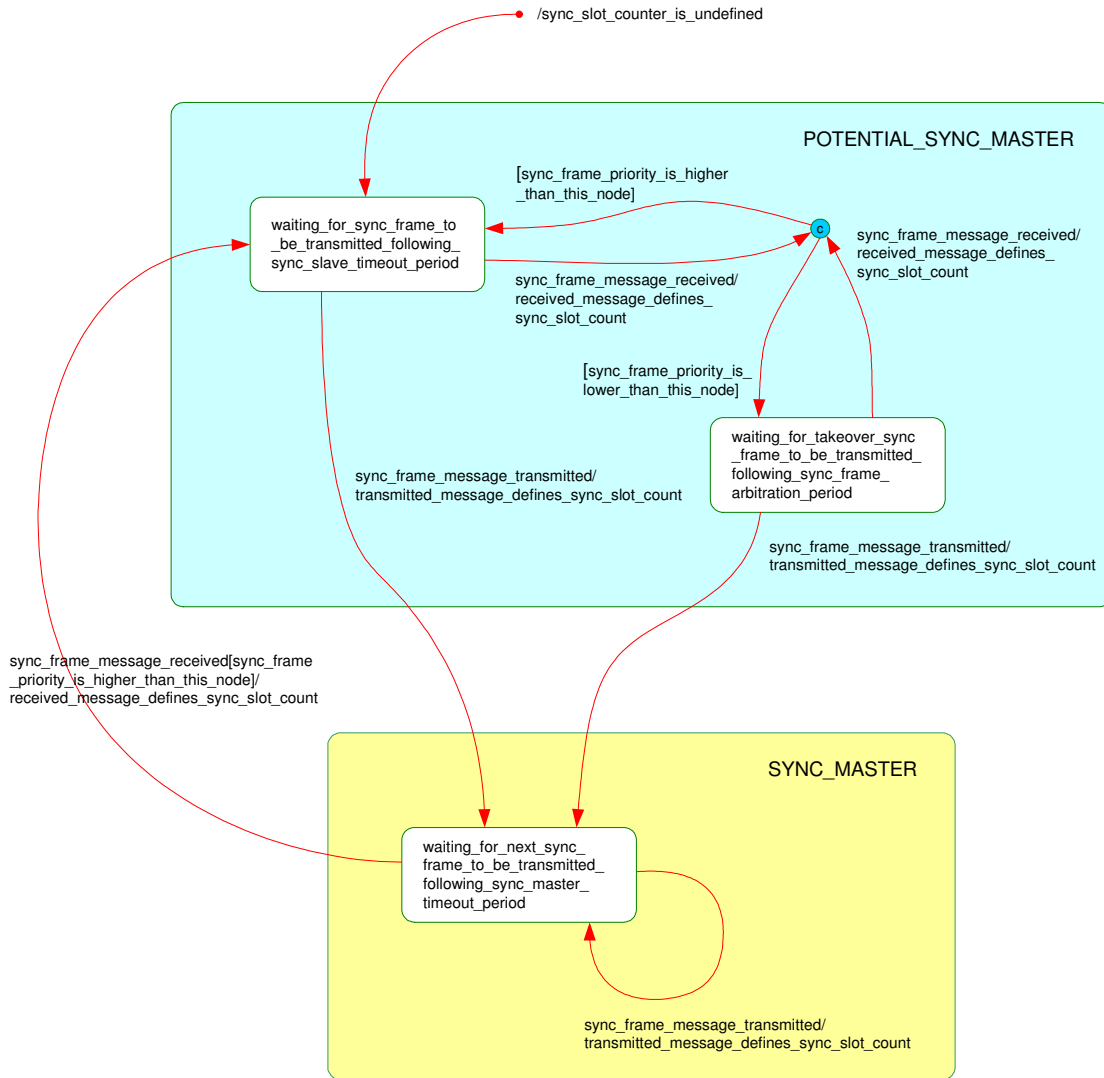 /sync_slot_counter_is_undefined
POTENTIAL_SYNC_MASTER
[sync_frame_priority_is_higher
_than_this_node]
waiting_for_sync_frame_to
_be_transmitted_following_
sync_slave_timeout_period
c
sync_frame_message_received/
received_message_defines_
sync_slot_count
sync_frame_message_received/
received_message_defines_
sync_slot_count
[sync_frame_priority_is_
lower_than_this_node]
waiting_for_takeover_sync
_frame_to_be_transmitted_
following_sync_frame_
arbitration_period
sync_frame_message_transmitted/
transmitted_message_defines_sync_slot_count
sync_frame_message_transmitted/
transmitted_message_defines_sync_slot_count
sync_frame_message_received[sync_frame
_priority_is_higher_than_this_node]/
received_message_defines_sync_slot_count
SYNC_MASTER
waiting_for_next_sync_
frame_to_be_transmitted_
following_sync_master_
timeout_period
sync_frame_message_transmitted/
transmitted_message_defines_sync_slot_count